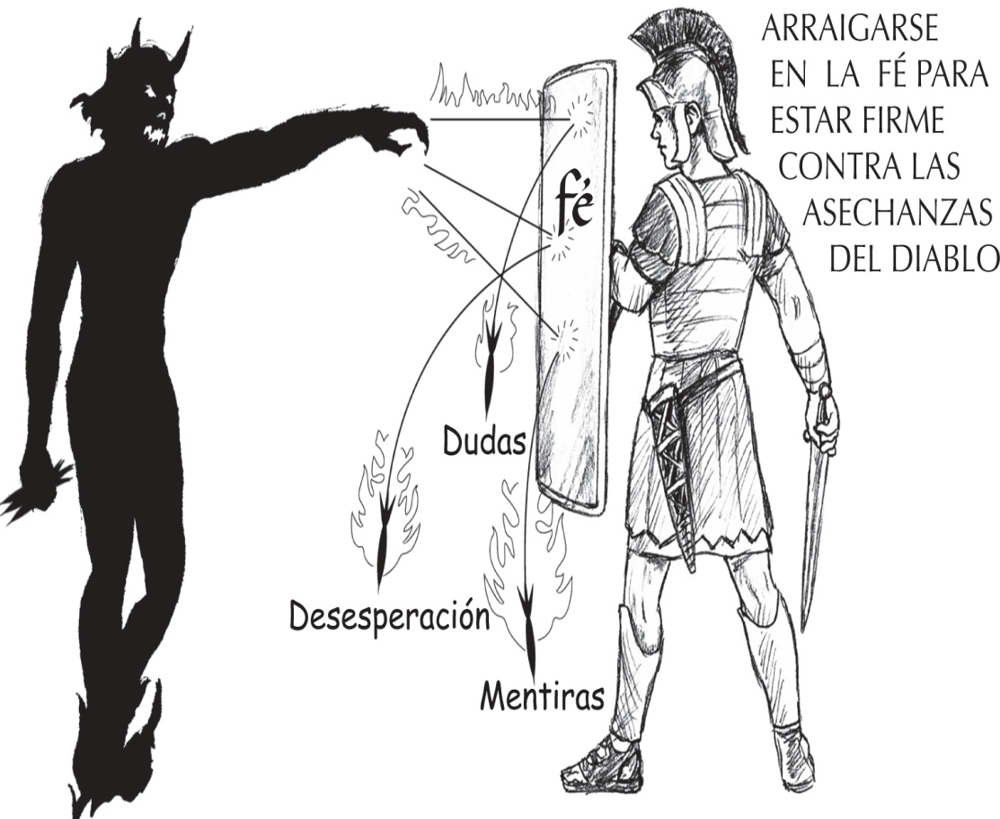 ARRAIGARSE
EN LA FÉ PARA
ESTAR FIRME
CONTRA LAS
ASECHANZAS
DEL DIABLO
fé
Dudas
Desesperación
Mentiras